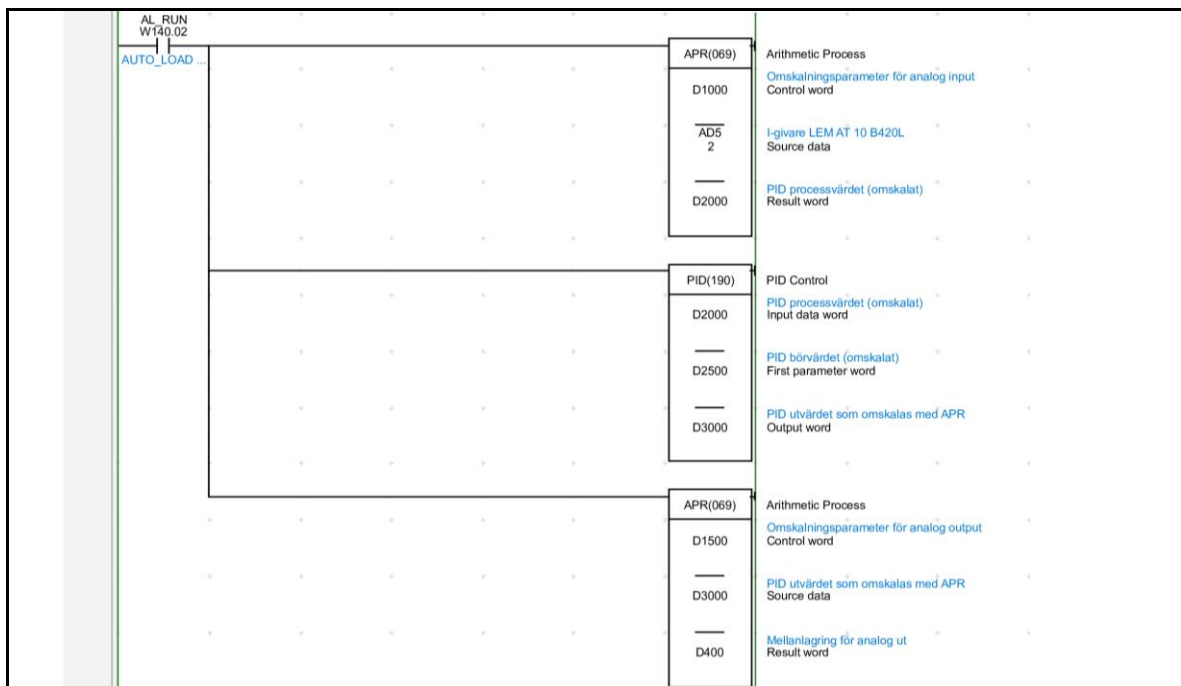 AL_RUN
W140.02
AUTO_LOAD ...
APR(069)
Arithmetic Process
Omskalningsparameter för analog input
D1000
Control word
AD5
2
I-givare LEM AT 10 B420L
Source data
PID processvärdet (omskalat)
D2000
Result word
PID(190)
PID Control
PID processvärdet (omskalat)
D2000
Input data word
PID börvärdet (omskalat)
D2500
First parameter word
PID utvärdet som omskalas med APR
D3000
Output word
APR(069)
Arithmetic Process
Omskalningsparameter för analog output
D1500
Control word
PID utvärdet som omskalas med APR
D3000
Source data
Mellanlagring för analog ut
D400
Result word